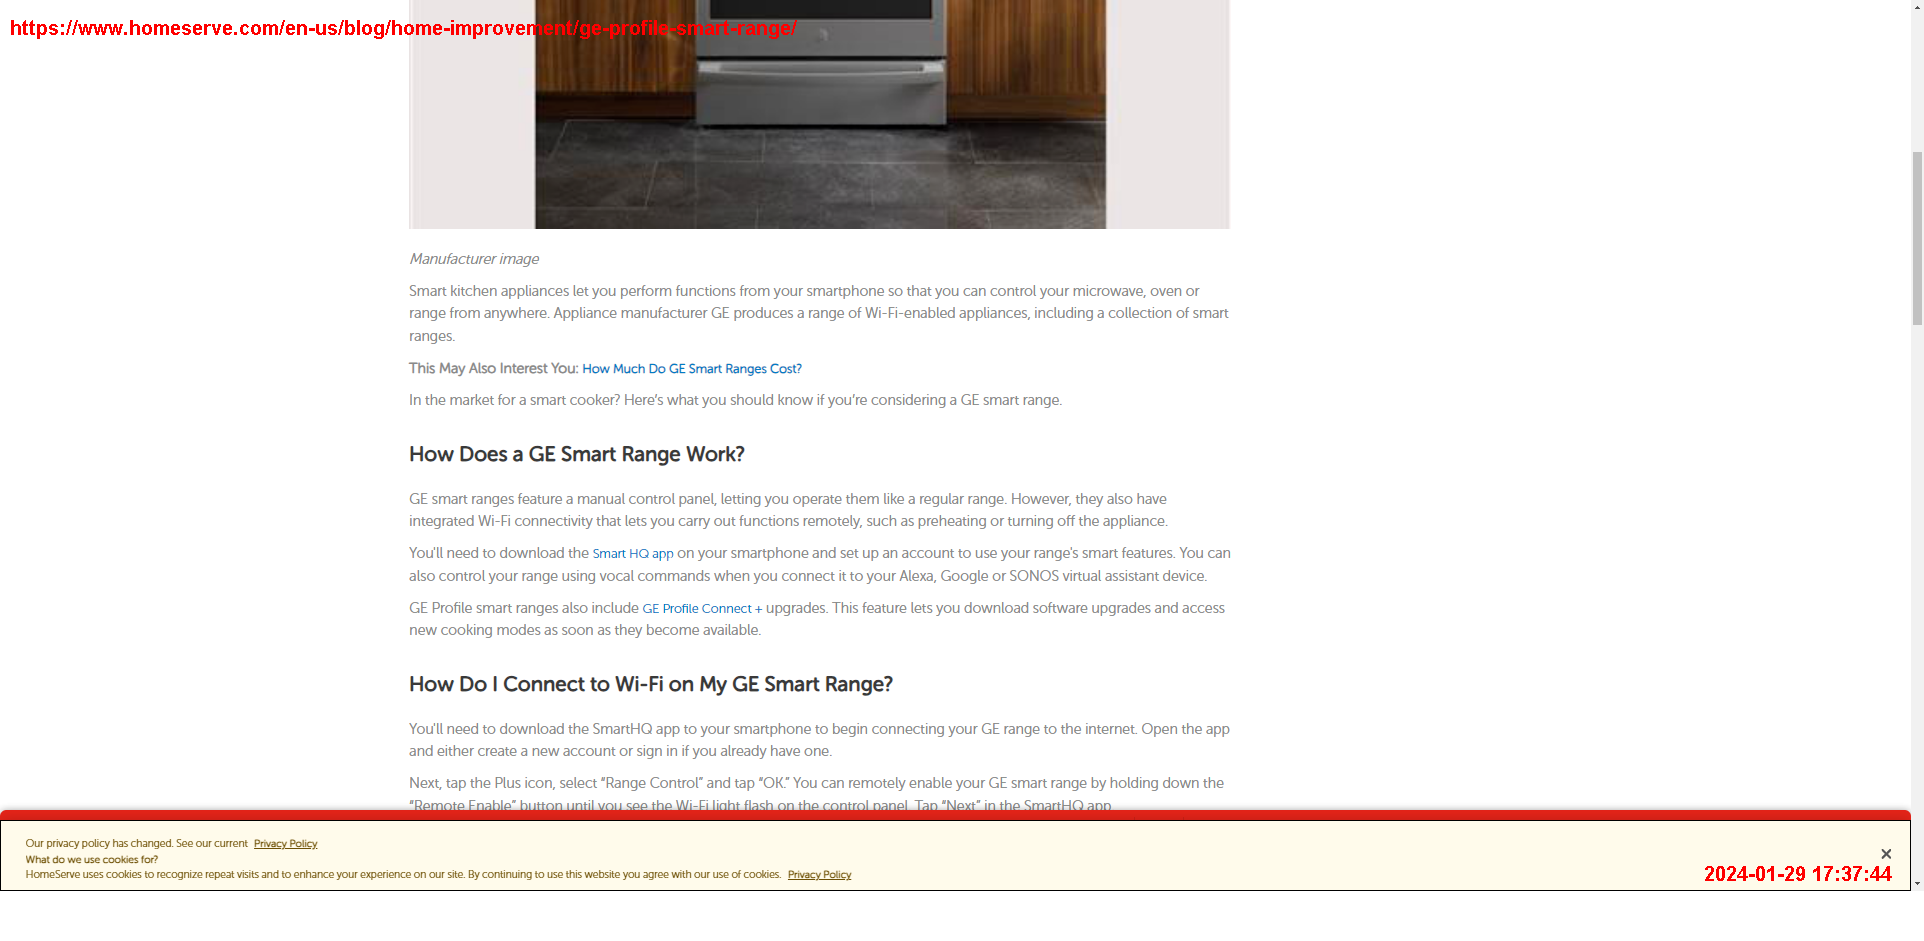 https://www.homeserve.com/en-us/blog/home-improvement/ge-profile-smart-range/
Manufacturer image
Smart kitchen appliances let you perform functions from your smartphone so that you can control your microwave, oven or
range from anywhere. Appliance manufacturer GE produces a range of Wi-Fi-enabled appliances, including a collection of smart
ranges.
This May Also Interest You: How Much Do GE Smart Ranges Cost?
In the market for a smart cooker? Here’s what you should know if you’re considering a GE smart range.
How Does a GE Smart Range Work?
GE smart ranges feature a manual control panel, letting you operate them like a regular range. However, they also have
integrated Wi-Fi connectivity that lets you carry out functions remotely, such as preheating or turning off the appliance.
You'll need to download the Smart HQ app on your smartphone and set up an account to use your range's smart features. You can
also control your range using vocal commands when you connect it to your Alexa, Google or SONOS virtual assistant device.
GE Profile smart ranges also include GE Profile Connect + upgrades. This feature lets you download software upgrades and access
new cooking modes as soon as they become available.
How Do I Connect to Wi-Fi on My GE Smart Range?
You'll need to download the SmartHQ app to your smartphone to begin connecting your GE range to the internet. Open the app
and either create a new account or sign in if you already have one.
Next, tap the Plus icon, select “Range Control” and tap “OK.” You can remotely enable your GE smart range by holding down the
“Remote Enable” button until you see the Wi-Fi light flash on the control panel. Tap “Next” in the SmartHQ app
Our privacy policy has changed. See our current Privacy Policy
What do we use cookies for?
HomeServe uses cookies to recognize repeat visits and to enhance your experience on our site. By continuing to use this website you agree with our use of cookies. Privacy Policy
2024-01-29 17:37:44